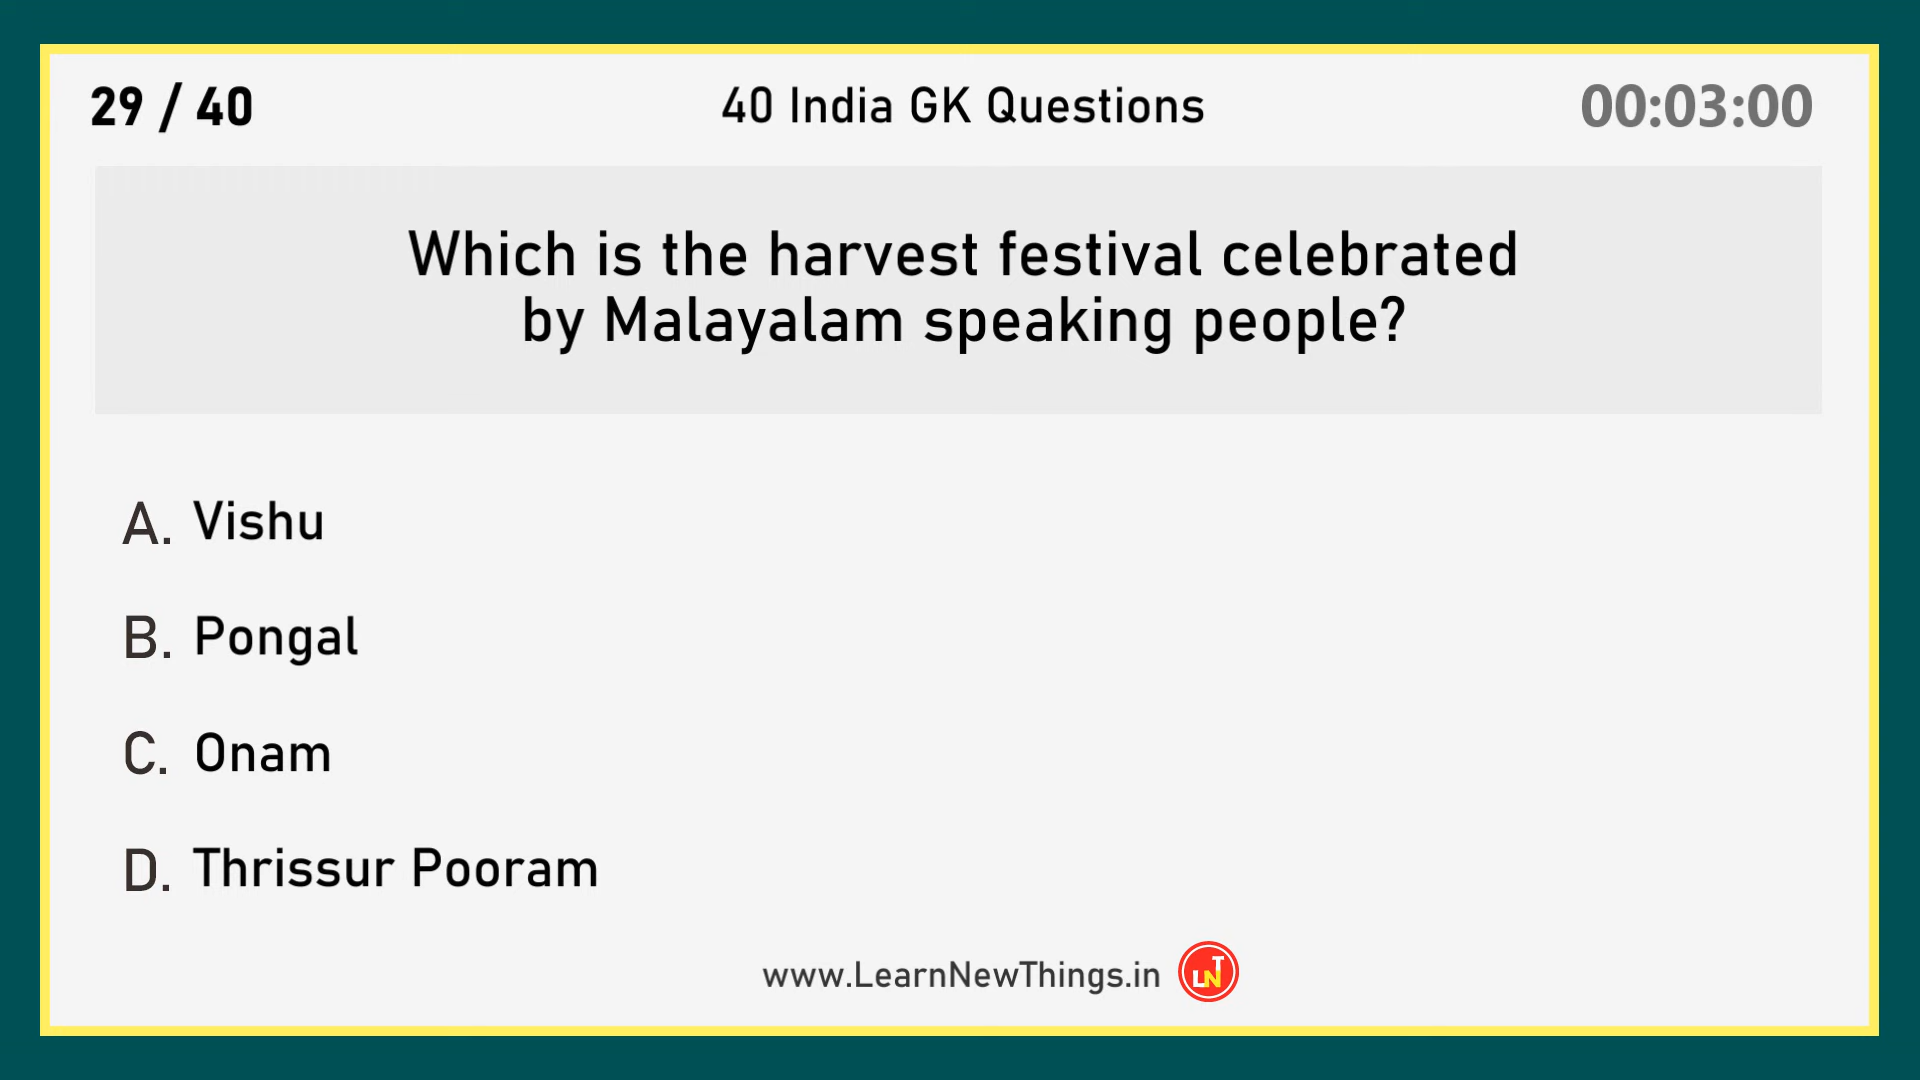 29 / 40
40 India GK Questions
00:03:00
Which is the harvest festival celebrated
by Malayalam speaking people?
A. Vishu
B. Pongal
C. Onam
D. Thrissur Pooram
www.LearnNewThings.in
LNT